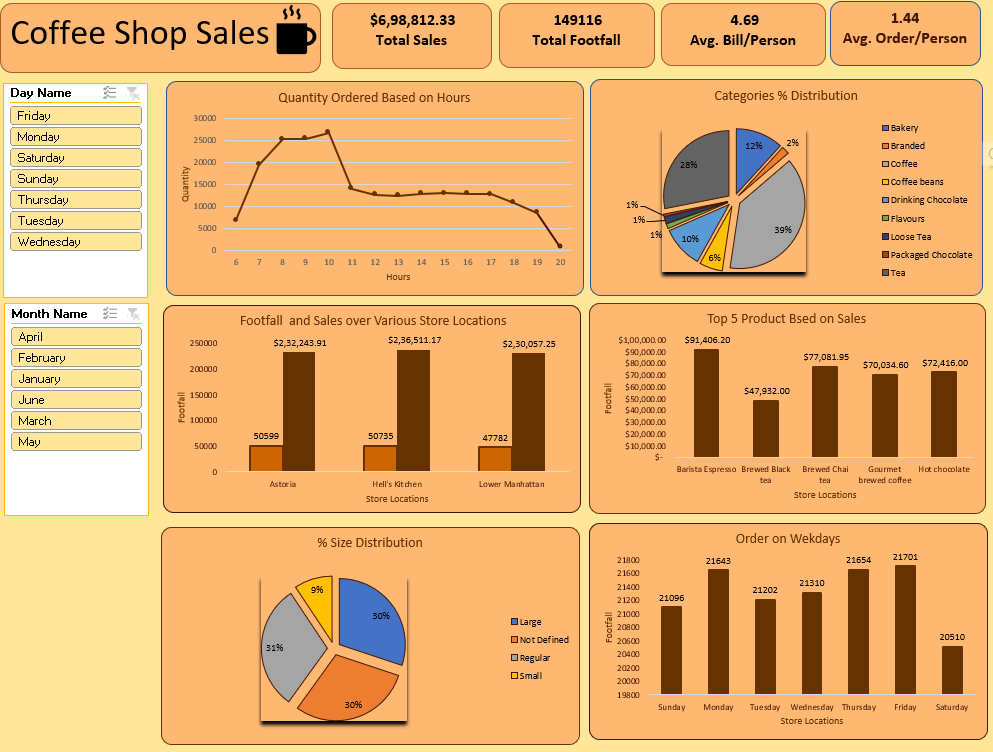 Coffee Shop Sales
$6,98,812.33
Total Sales
149116
Total Footfall
4.69
Avg. Bill/Person
1.44
Avg. Order/Person
Day Name
Friday
Monday
Saturday
Sunday
Thursday
Tuesday
Wednesday
Month Name
April
February
January
June
March
May
Quantity Ordered Based on Hours
30000
25000
20000
15000
10000
5000
0
Quantity
6 7 8 9 10 11 12 13 14 15 16 17 18 19 20
Hours
Categories % Distribution
12%
2%
39%
6%
10%
1%
1%
1%
28%
Bakery
Branded
Coffee
Coffee beans
Drinking Chocolate
Flavours
Loose Tea
Packaged Chocolate
Tea
Footfall and Sales over Various Store Locations
250000
200000
150000
100000
50000
0
Footfall
50599
$2,32,243.91
50735
$2,36,511.17
47782
$2,30,057.25
Astoria Hell's Kitchen Lower Manhattan
Store Locations
Top 5 Product Bsed on Sales
$1,00,000.00
$90,000.00
$80,000.00
$70,000.00
$60,000.00
$50,000.00
$40,000.00
$30,000.00
$20,000.00
$10,000.00
$-
Footfall
$91,406.20
$47,932.00
$77,081.95
$70,034.60
$72,416.00
Barista Espresso
Brewed Black
tea
Brewed Chai
tea
Gourmet
brewed coffee
Hot chocolate
Store Locations
% Size Distribution
30%
30%
31%
9%
Large
Not Defined
Regular
Small
Order on Wekdays
21800
21600
21400
21200
21000
20800
20600
20400
20200
20000
19800
Footfall
21096
21643
21202
21310
21654
21701
20510
Sunday Monday Tuesday Wednesday Thursday Friday Saturday
Store Locations